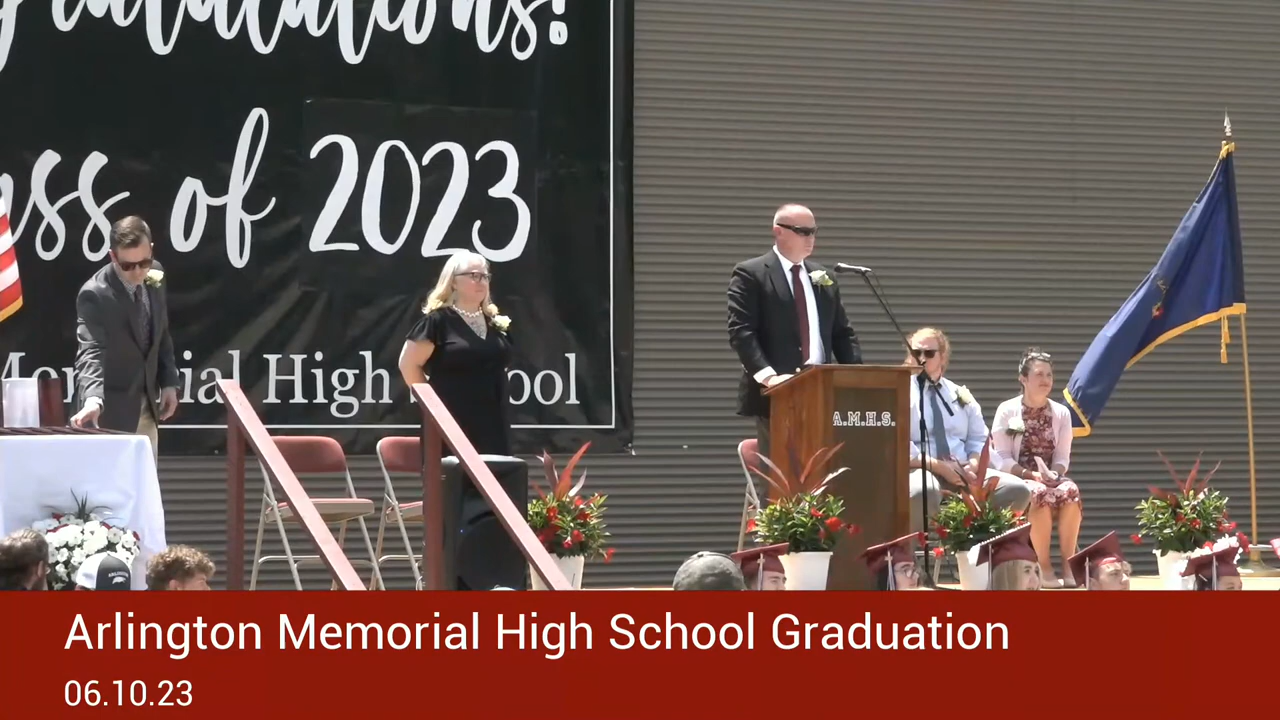 2023
of
High
A.M.H.S.
Arlington Memorial High School Graduation
06.10.23